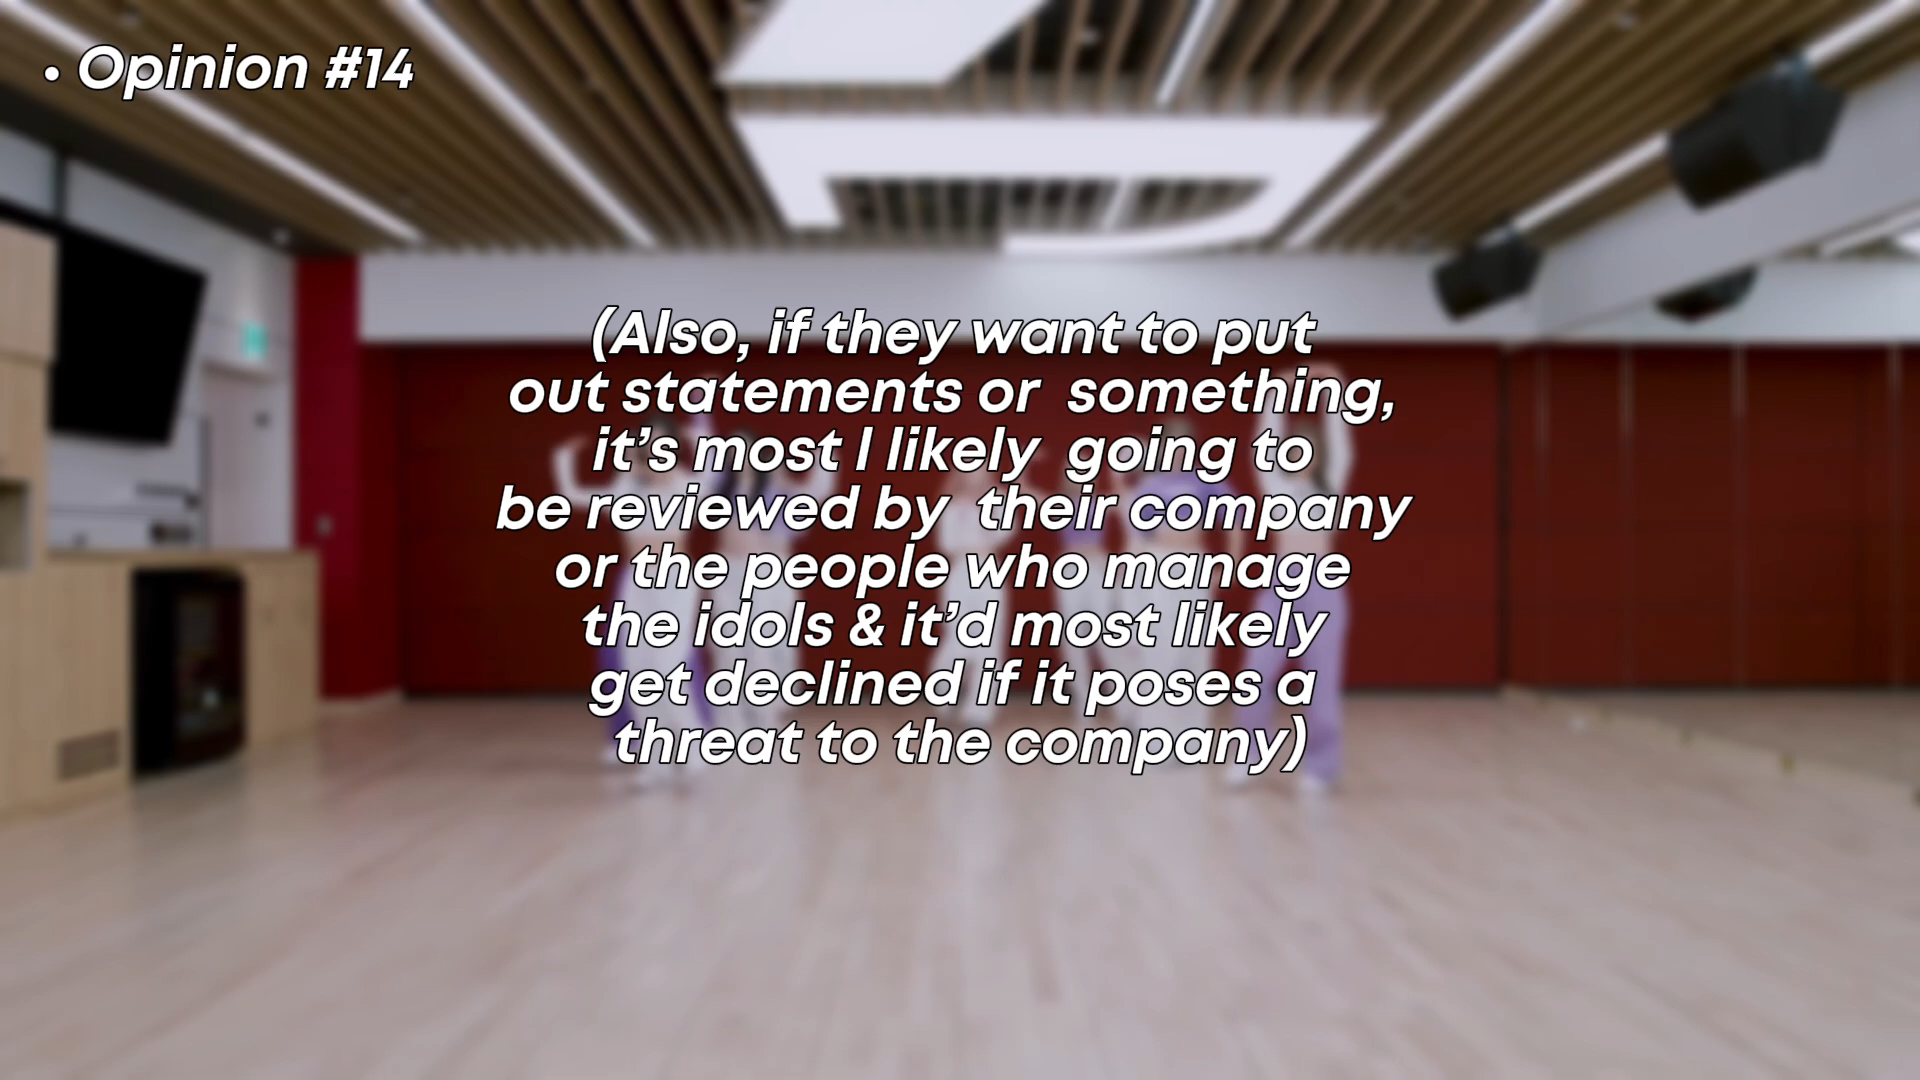 • Opinion #14
(Also, if they want to put
out statements or something,
it's most l likely going to
be reviewed by their company
or the people who manage
the idols & it'd most likely
get declined if it poses a
threat to the company)